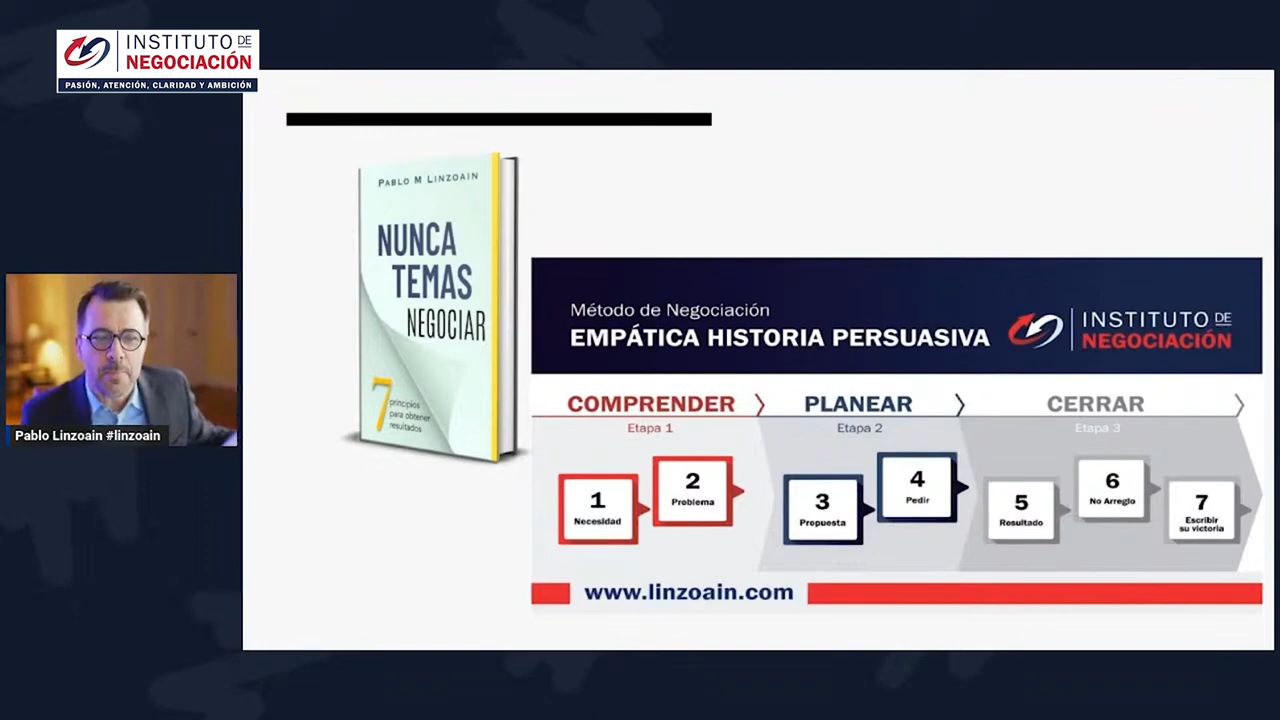 INSTITUTO DE
NEGOCIACIÓN
PASIÓN, ATENCIÓN, CLARIDAD Y AMBICIÓN
PABLO M LINZOAIN
NUNCA
TEMAS
NEGOCIAR
7 principios
para obtener
resultados
Pablo Linzoain #linzoain
Método de Negociación
EMPÁTICA HISTORIA PERSUASIVA
INSTITUTO DE
NEGOCIACIÓN
COMPRENDER
Etapa 1
PLANEAR
Etapa 2
CERRAR
Etapa 3
1
Necesidad
2
Problema
3
Propuesta
4
Pedir
5
Resultado
6
No Arreglo
7
Escribir
su victoria
www.linzoain.com